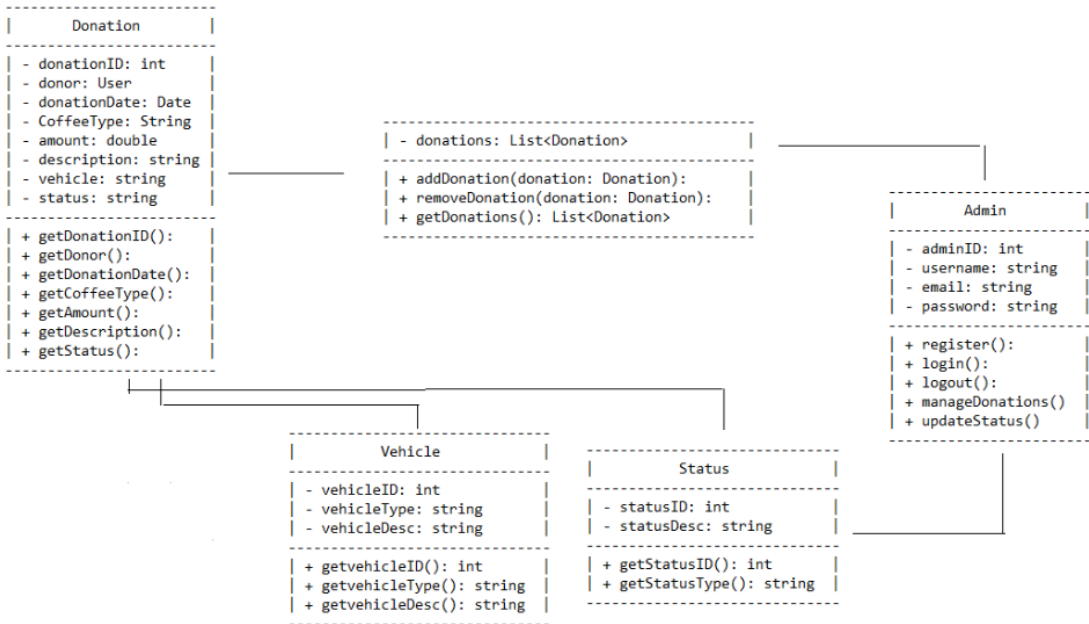 Donation
- donationID: int
- donor: User
- donationDate: Date
- CoffeeType: String
- amount: double
- description: string
- vehicle: string
- status: string
+ getDonationID():
+ getDonor():
+ getDonationDate():
+ getCoffeeType():
+ getAmount():
+ getDescription():
+ getStatus():
- donations: List<Donation>
+ addDonation(donation: Donation):
+ removeDonation(donation: Donation):
+ getDonations(): List<Donation>
Admin
- adminID: int
- username: string
- email: string
- password: string
+ register():
+ login():
+ logout():
+ manageDonations()
+ updateStatus()
Vehicle
- vehicleID: int
- vehicleType: string
- vehicleDesc: string
+ getvehicleID(): int
+ getvehicleType(): string
+ getvehicleDesc(): string
Status
- statusID: int
- statusDesc: string
+ getStatusID(): int
+ getStatusType(): string